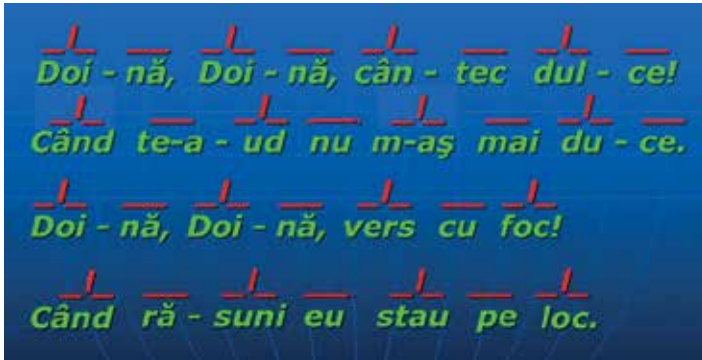 Doi - nă, Doi - nă, cân - tec dul - ce!
Când te-a - ud nu m-aş mai du - ce.
Doi - nă, Doi - nă, vers cu foc!
Când ră - suni eu stau pe loc.